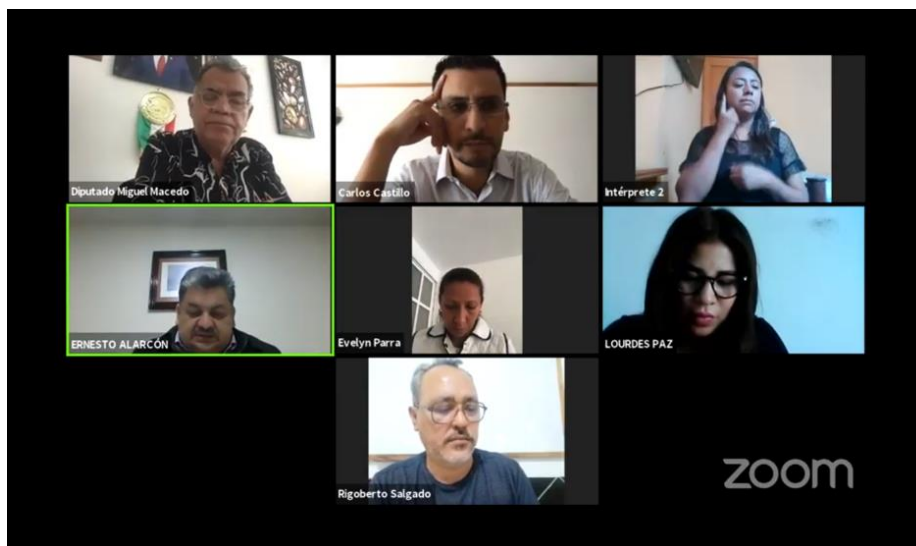 Diputado Miguel Macedo
Carlos Castillo
Intérprete 2
ERNESTO ALARCÓN
Evelyn Parra
LOURDES PAZ
Rigoberto Salgado
zoom